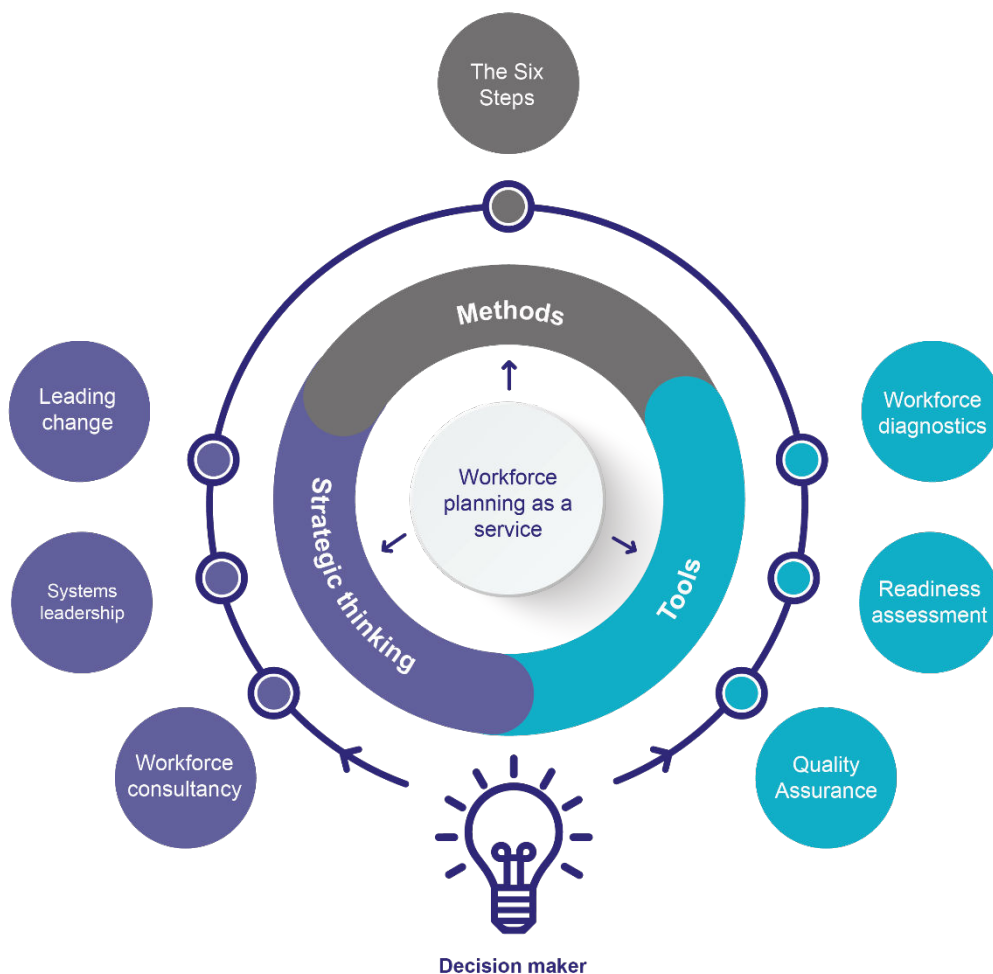 The Six
Steps
Methods
Leading
change
Workforce
diagnostics
Workforce
planning as a
service
Strategic thinking
Tools
Systems
leadership
Readiness
assessment
Workforce
consultancy
Quality
Assurance
Decision maker